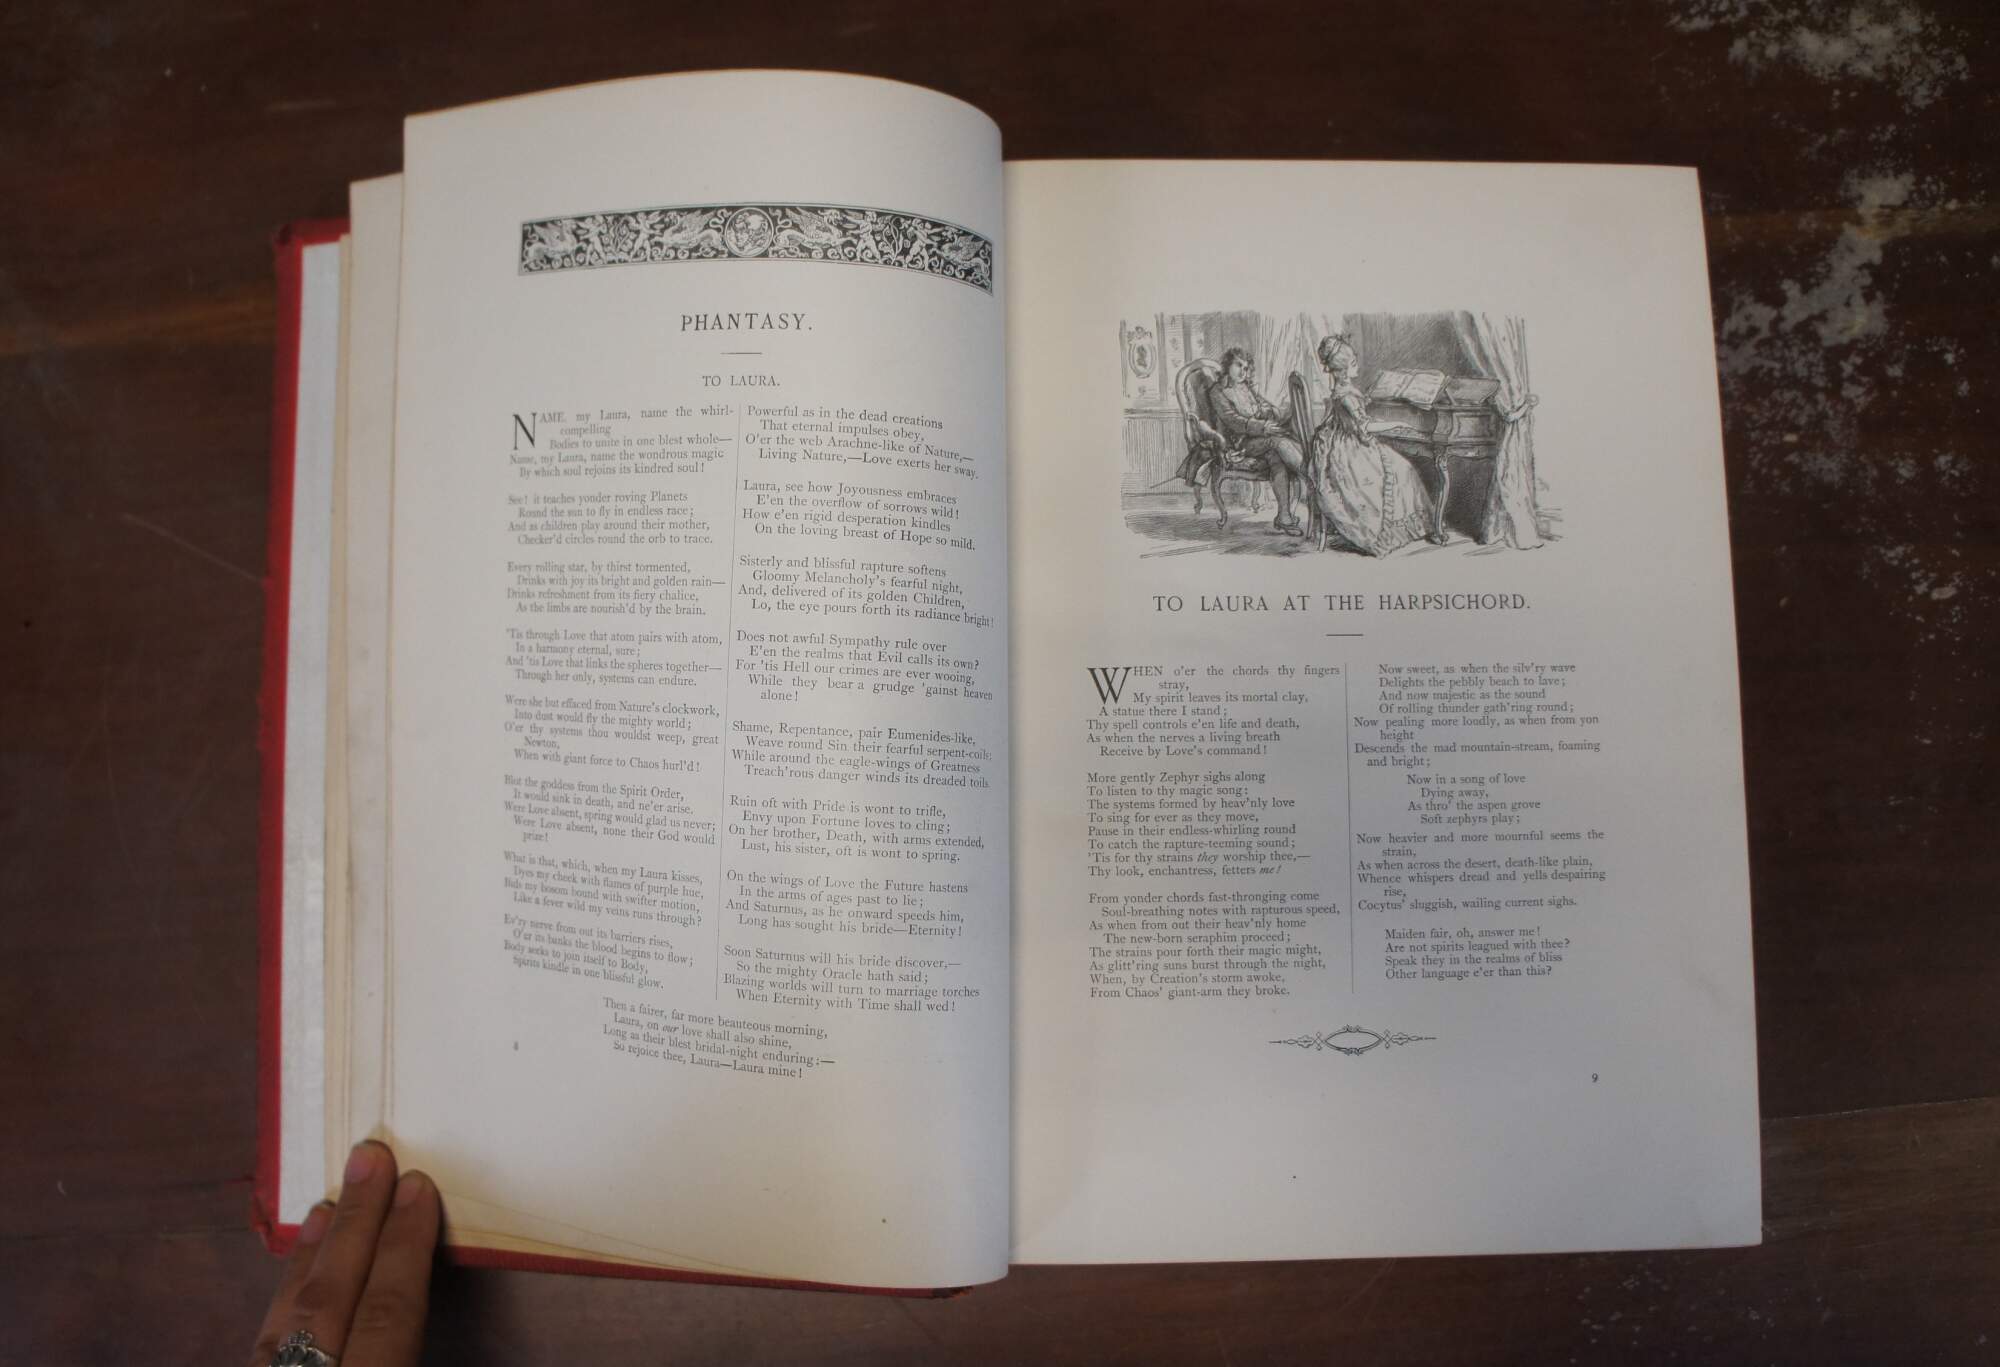 PHANTASY.
TO LAURA.
NAME, my Laura, name the whirl-
compelling
Bodies to unite in one blest whole—
Name, my Laura, name the wondrous magic
By which soul rejoins its kindred soul!
See! it teaches yonder roving Planets
Round the sun to fly in endless race;
And as children play around their mother,
Checker'd circles round the orb to trace.
Every rolling star, by thirst tormented,
Drinks with joy its bright and golden rain—
Drinks refreshment from its fiery chalice,
As the limbs are nourish'd by the brain.
'Tis through Love that atom pairs with atom,
In a harmony eternal, sure;
And 'tis Love that links the spheres together—
Through her only, systems can endure.
Were she but effaced from Nature's clockwork,
Into dust would fly the mighty world;
O'er thy systems thou wouldst weep, great
Newton,
When with giant force to Chaos hurl'd!
Blot the goddess from the Spirit Order,
It would sink in death, and ne'er arise.
Were Love absent, spring would glad us never;
Were Love absent, none their God would
prize!
What is that, which, when my Laura kisses,
Dyes my cheek with flames of purple hue,
Bids my bosom bound with swifter motion,
Like a fever wild my veins runs through?
Ev'ry nerve from out its barriers rises,
O'er its banks the blood begins to flow;
Body seeks to join itself to Body,
Spirits kindle in one blissful glow.
Powerful as in the dead creations
That eternal impulses obey,
O'er the web Arachne-like of Nature,—
Living Nature,—Love exerts her sway.
Laura, see how Joyousness embraces
E'en the overflow of sorrows wild!
How e'en rigid desperation kindles
On the loving breast of Hope so mild.
Sisterly and blissful rapture softens
Gloomy Melancholy's fearful night,
And, delivered of its golden Children,
Lo, the eye pours forth its radiance bright!
Does not awful Sympathy rule over
E'en the realms that Evil calls its own?
For 'tis Hell our crimes are ever wooing,
While they bear a grudge 'gainst heaven
alone!
Shame, Repentance, pair Eumenides-like,
Weave round Sin their fearful serpent-coils:
While around the eagle-wings of Greatness
Treach'rous danger winds its dreaded toils.
Ruin oft with Pride is wont to trifle,
Envy upon Fortune loves to cling;
On her brother, Death, with arms extended,
Lust, his sister, oft is wont to spring.
On the wings of Love the Future hastens
In the arms of ages past to lie;
And Saturnus, as he onward speeds him,
Long has sought his bride—Eternity!
Soon Saturnus will his bride discover,—
So the mighty Oracle hath said;
Blazing worlds will turn to marriage torches
When Eternity with Time shall wed!
Then a fairer, far more beauteous morning,
Laura, on our love shall also shine,
Long as their blest bridal-night enduring:—
So rejoice thee, Laura—Laura mine!
8
TO LAURA AT THE HARPSICHORD.
WHEN o'er the chords thy fingers
stray,
My spirit leaves its mortal clay,
A statue there I stand;
Thy spell controls e'en life and death,
As when the nerves a living breath
Receive by Love's command!
More gently Zephyr sighs along
To listen to thy magic song:
The systems formed by heav'nly love
To sing for ever as they move,
Pause in their endless-whirling round
To catch the rapture-teeming sound;
'Tis for thy strains they worship thee,—
Thy look, enchantress, fetters me!
From yonder chords fast-thronging come
Soul-breathing notes with rapturous speed,
As when from out their heav'nly home
The new-born seraphim proceed;
The strains pour forth their magic might,
As glitt'ring suns burst through the night,
When, by Creation's storm awoke,
From Chaos' giant-arm they broke.
Now sweet, as when the silv'ry wave
Delights the pebbly beach to lave;
And now majestic as the sound
Of rolling thunder gath'ring round;
Now pealing more loudly, as when from yon
height
Descends the mad mountain-stream, foaming
and bright;
Now in a song of love
Dying away,
As thro' the aspen grove
Soft zephyrs play;
Now heavier and more mournful seems the
strain,
As when across the desert, death-like plain,
Whence whispers dread and yells despairing
rise,
Cocytus' sluggish, wailing current sighs.
Maiden fair, oh, answer me!
Are not spirits leagued with thee?
Speak they in the realms of bliss
Other language e'er than this?
9